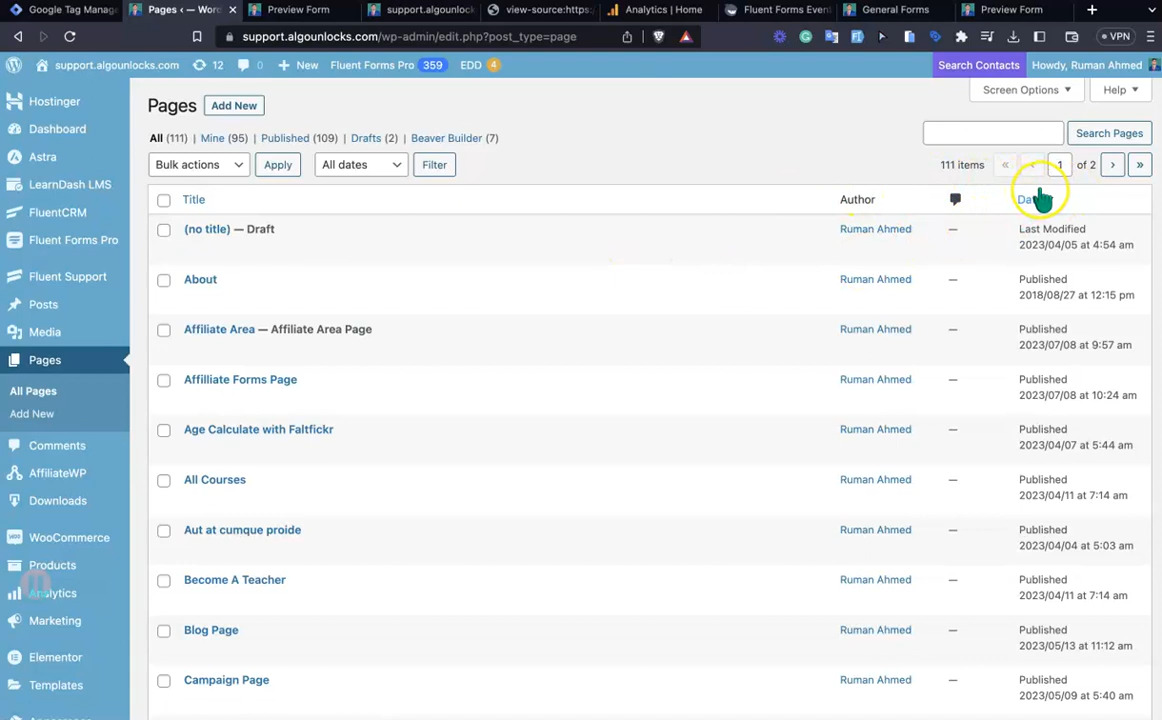 Google Tag Manage
Pages ‹ — Word
Preview Form
support.algounlock
view-source:https:
Analytics | Home
Fluent Forms Even
General Forms
Preview Form
support.algounlocks.com/wp-admin/edit.php?post_type=page
VPN
support.algounlocks.com
12
0
New
Fluent Forms Pro 359
EDD 4
Search Contacts
Howdy, Ruman Ahmed
Hostinger
Dashboard
Astra
LearnDash LMS
FluentCRM
Fluent Forms Pro
Fluent Support
Posts
Media
Pages
All Pages
Add New
Comments
AffiliateWP
Downloads
WooCommerce
Products
Analytics
Marketing
Elementor
Templates
Pages Add New
Screen Options
Help
All (111) | Mine (95) | Published (109) | Drafts (2) | Beaver Builder (7)
Search Pages
Bulk actions
Apply
All dates
Filter
111 items « ‹ 1 of 2 › »
Title Author
(no title) — Draft Ruman Ahmed — Last Modified
2023/04/05 at 4:54 am
About Ruman Ahmed — Published
2018/08/27 at 12:15 pm
Affiliate Area — Affiliate Area Page Ruman Ahmed — Published
2023/07/08 at 9:57 am
Affilliate Forms Page Ruman Ahmed — Published
2023/07/08 at 10:24 am
Age Calculate with Faltfickr Ruman Ahmed — Published
2023/04/07 at 5:44 am
All Courses Ruman Ahmed — Published
2023/04/11 at 7:14 am
Aut at cumque proide Ruman Ahmed — Published
2023/04/04 at 5:03 am
Become A Teacher Ruman Ahmed — Published
2023/04/11 at 7:14 am
Blog Page Ruman Ahmed — Published
2023/05/13 at 11:12 am
Campaign Page Ruman Ahmed — Published
2023/05/09 at 5:40 am